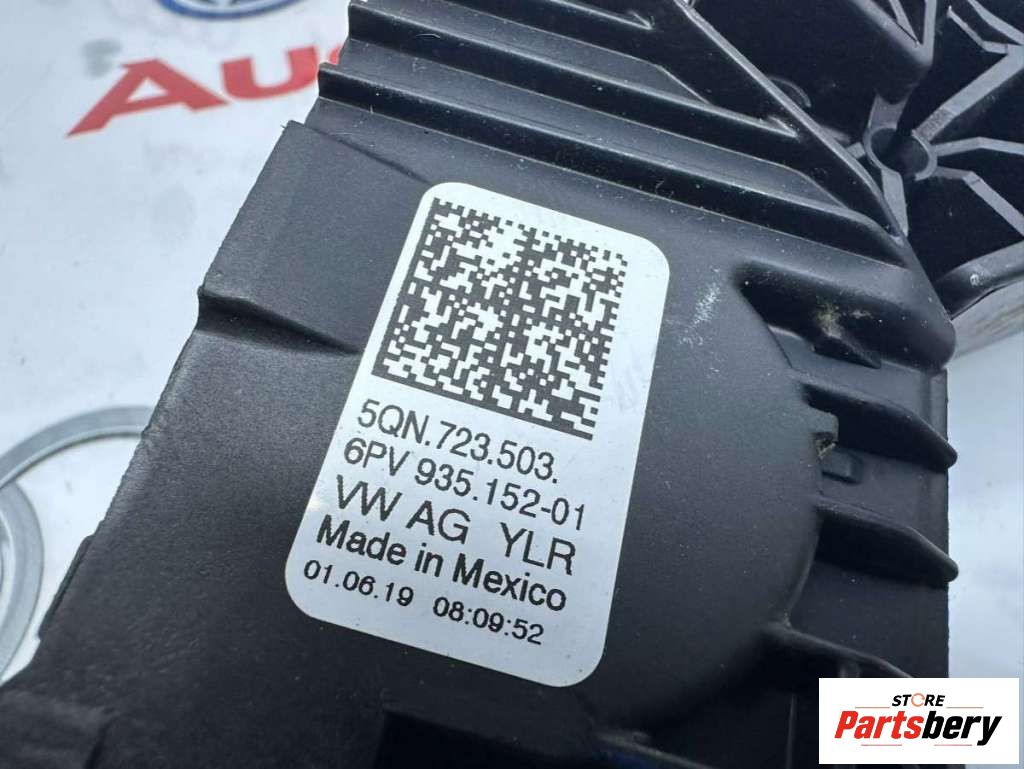 5QN.723.503.
6PV 935.152-01
VW AG YLR
Made in Mexico
01.06.19 08:09:52
STORE
Partsbery